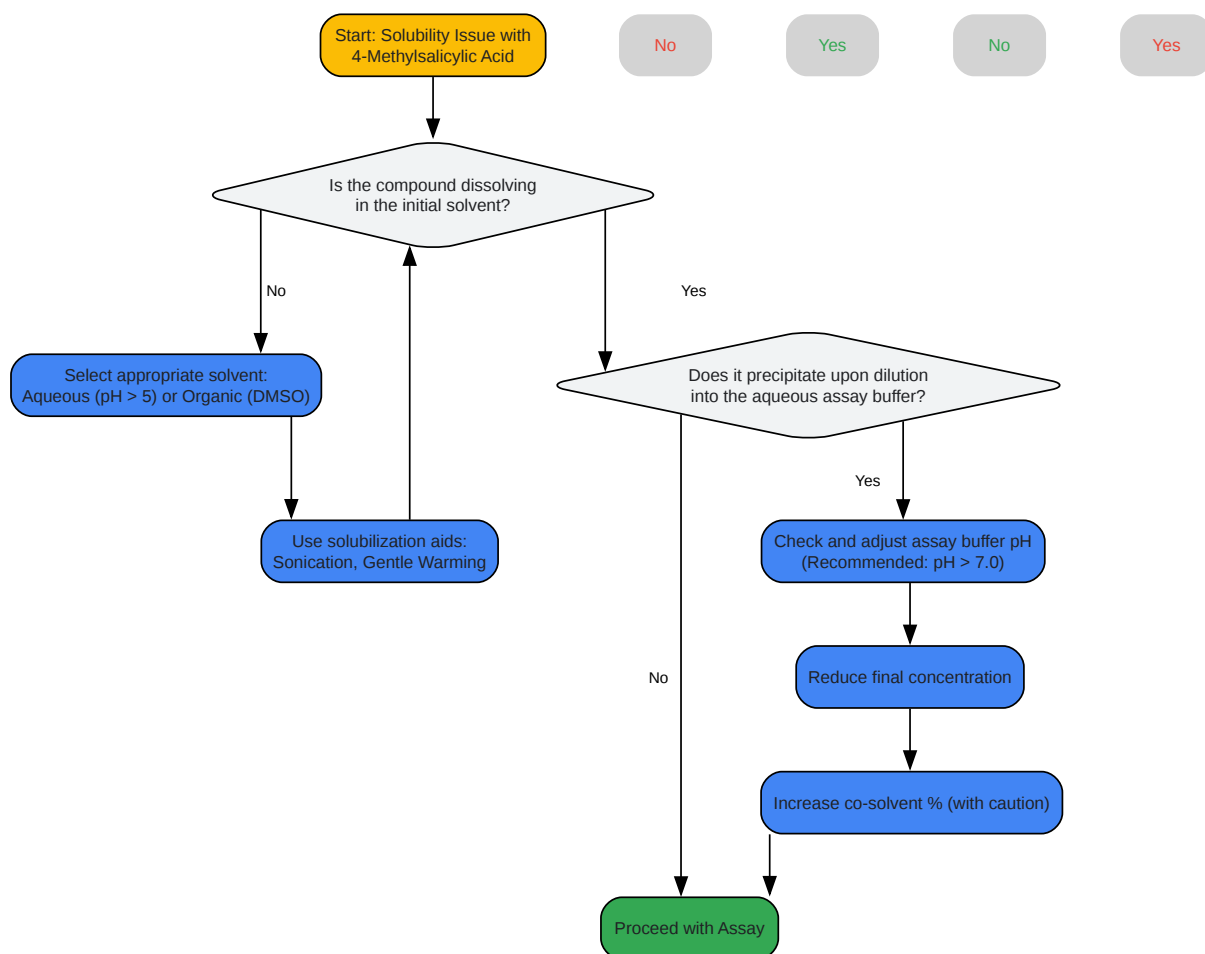 Start: Solubility Issue with
4-Methylsalicylic Acid
No
Yes
No
Yes
Is the compound dissolving
in the initial solvent?
No
Yes
Select appropriate solvent:
Aqueous (pH > 5) or Organic (DMSO)
Does it precipitate upon dilution
into the aqueous assay buffer?
Yes
Use solubilization aids:
Sonication, Gentle Warming
Check and adjust assay buffer pH
(Recommended: pH > 7.0)
No
Reduce final concentration
Increase co-solvent % (with caution)
Proceed with Assay